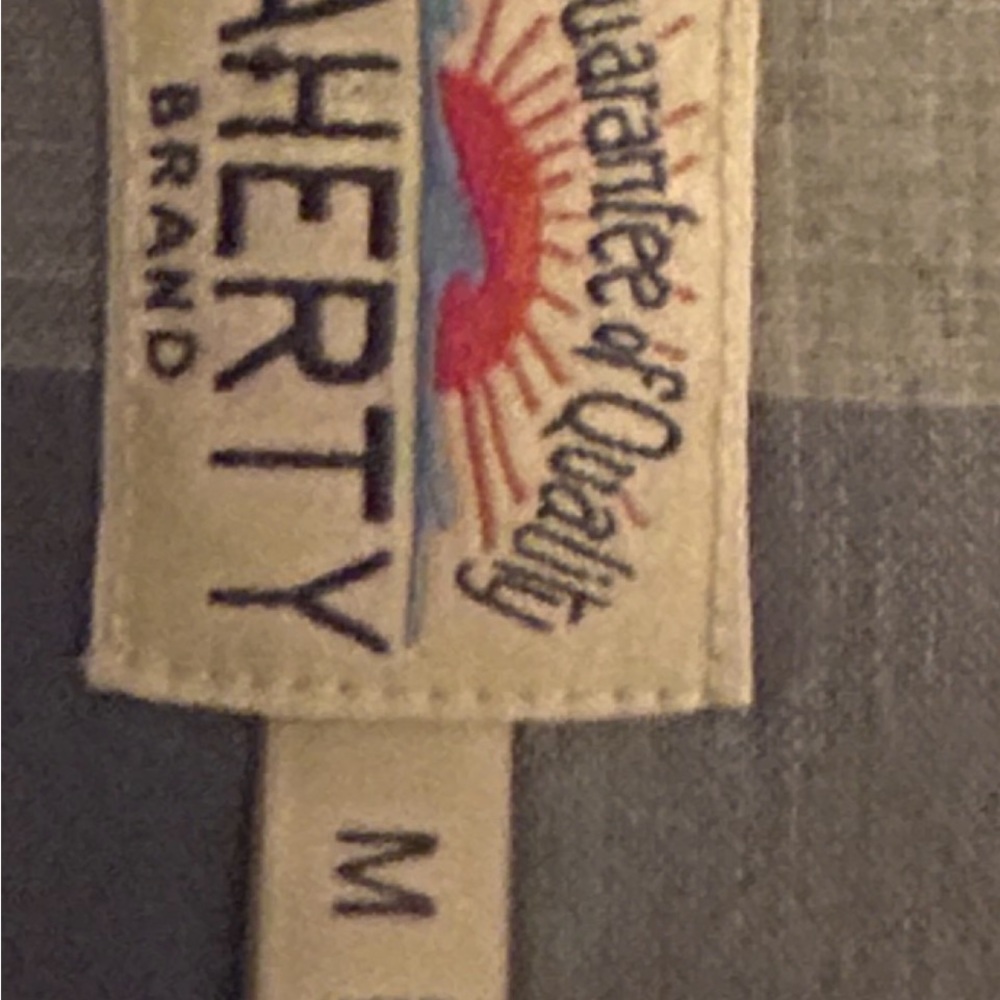 uarantee of Quality
AHERTY
BRAND
M